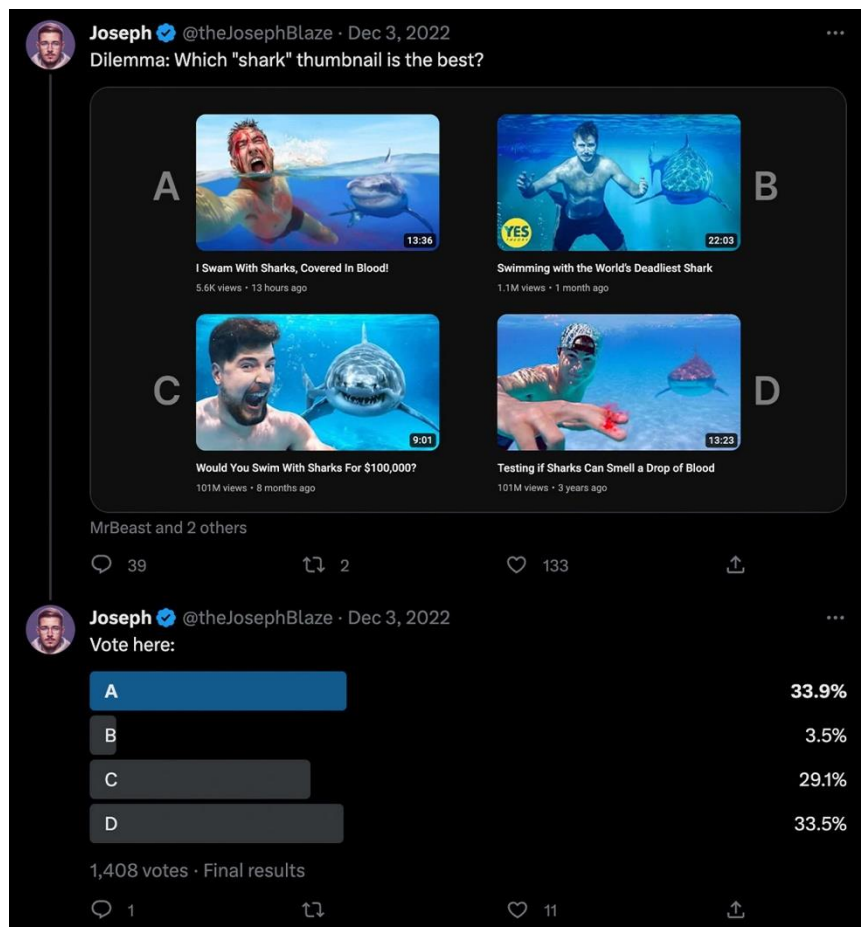 Joseph @theJosephBlaze · Dec 3, 2022
Dilemma: Which "shark" thumbnail is the best?
A
13:36
I Swam With Sharks, Covered In Blood!
5.6K views • 13 hours ago
B
YES
THEORY
22:03
Swimming with the World's Deadliest Shark
1.1M views • 1 month ago
C
9:01
Would You Swim With Sharks For $100,000?
101M views • 8 months ago
D
13:23
Testing if Sharks Can Smell a Drop of Blood
101M views • 3 years ago
MrBeast and 2 others
39 2 133
Joseph @theJosephBlaze · Dec 3, 2022
Vote here:
A 33.9%
B 3.5%
C 29.1%
D 33.5%
1,408 votes · Final results
1 11